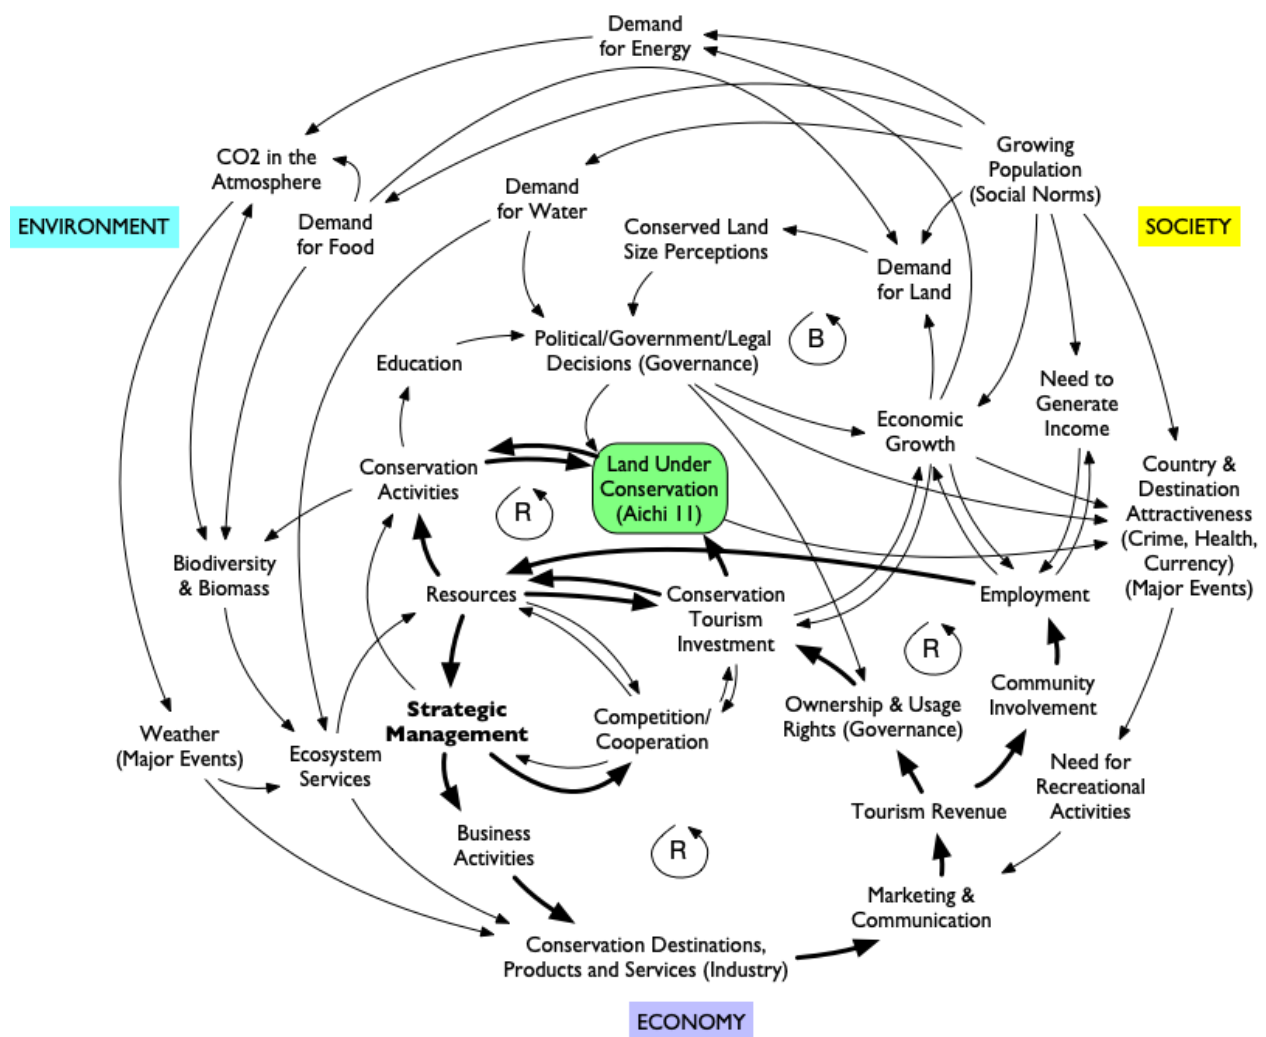 Demand
for Energy
Growing
Population
(Social Norms)
CO2 in the
Atmosphere
Demand
for Water
Demand
for Food
ENVIRONMENT
SOCIETY
Conserved Land
Size Perceptions
Demand
for Land
B
Political/Government/Legal
Decisions (Governance)
Education
Need to
Generate
Income
Economic
Growth
Conservation
Activities
Land Under
Conservation
(Aichi 11)
Country &
Destination
Attractiveness
(Crime, Health,
Currency)
(Major Events)
R
Biodiversity
& Biomass
Resources
Conservation
Tourism
Investment
Employment
R
Strategic
Management
Competition/
Cooperation
Ownership & Usage
Rights (Governance)
Community
Involvement
Weather
(Major Events)
Ecosystem
Services
Need for
Recreational
Activities
Tourism Revenue
Business
Activities
R
Marketing &
Communication
Conservation Destinations,
Products and Services (Industry)
ECONOMY